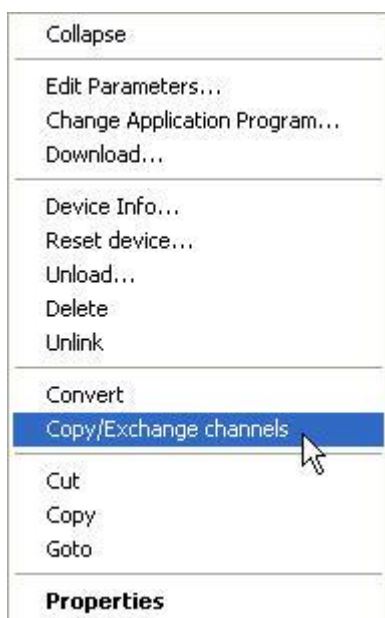 Collapse
Edit Parameters...
Change Application Program...
Download...
Device Info...
Reset device...
Unload...
Delete
Unlink
Convert
Copy/Exchange channels
Cut
Copy
Goto
Properties